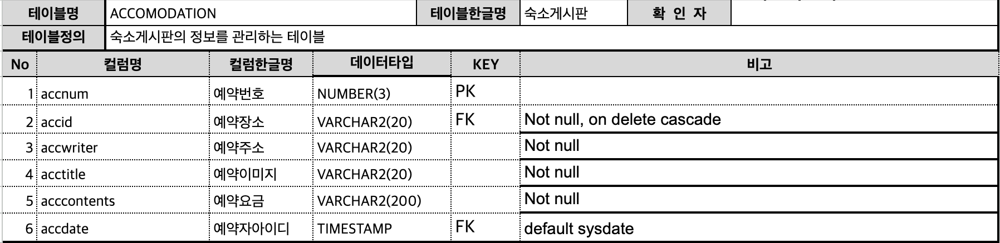 테이블명 ACCOMODATION 테이블한글명 숙소게시판 확 인 자
테이블정의 숙소게시판의 정보를 관리하는 테이블
No 컬럼명 컬럼한글명 데이터타입 KEY 비고
1 accnum 예약번호 NUMBER(3) PK
2 accid 예약장소 VARCHAR2(20) FK Not null, on delete cascade
3 accwriter 예약주소 VARCHAR2(20) Not null
4 acctitle 예약이미지 VARCHAR2(20) Not null
5 acccontents 예약요금 VARCHAR2(200) Not null
6 accdate 예약자아이디 TIMESTAMP FK default sysdate